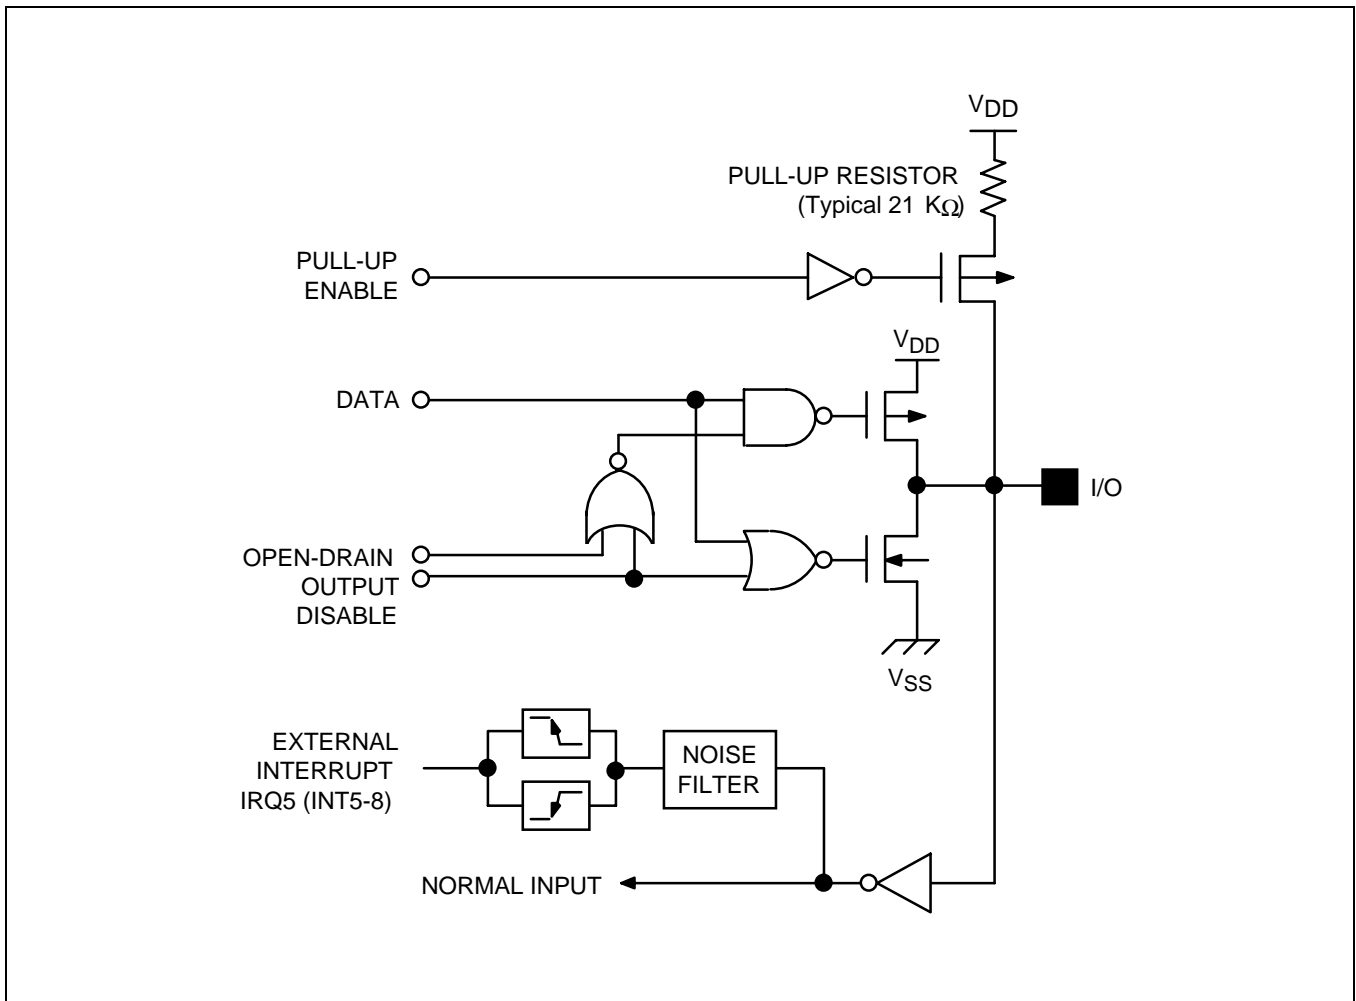 VDD
PULL-UP RESISTOR
(Typical 21 KΩ)
PULL-UP
ENABLE
VDD
DATA
I/O
OPEN-DRAIN
OUTPUT
DISABLE
VSS
EXTERNAL
INTERRUPT
IRQ5 (INT5-8)
NOISE
FILTER
NORMAL INPUT